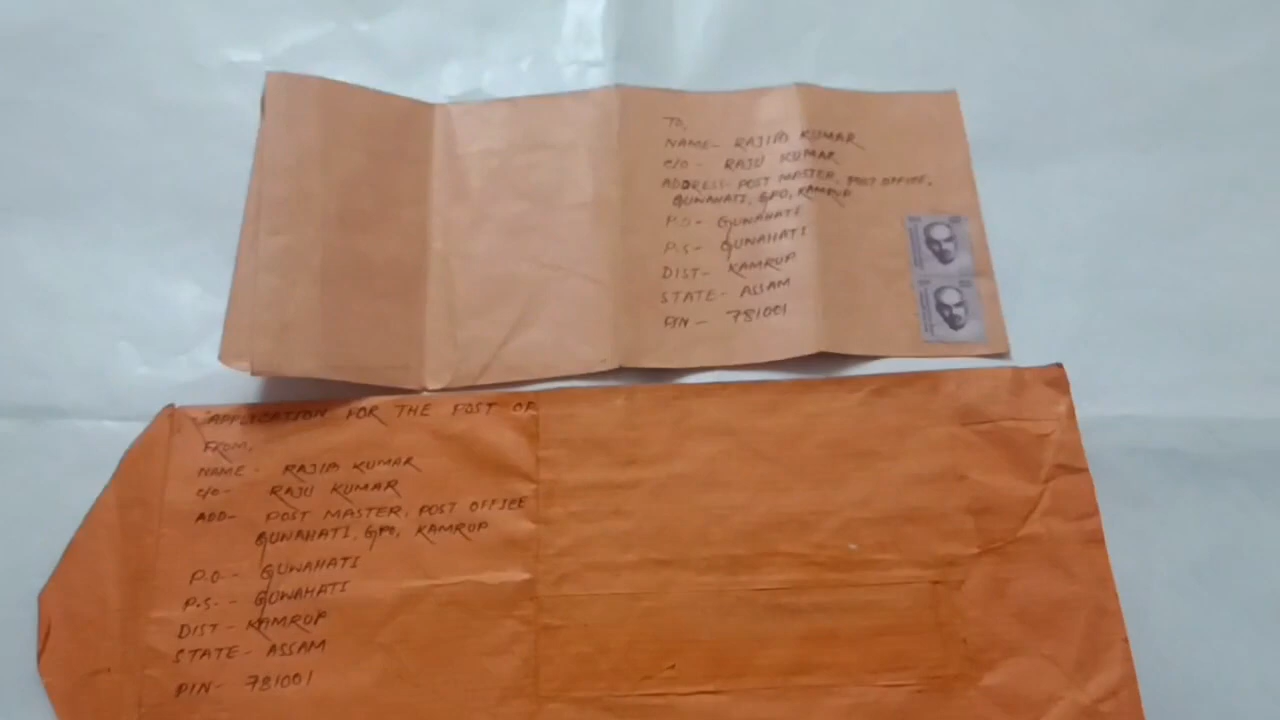 TO,
NAME- RAJIB KUMAR
C/O - RAJU KUMAR
ADDRESS- POST MASTER, POST OFFICE,
GUWAHATI, GPO, KAMRUP
P.O - GUWAHATI
P.S - GUWAHATI
DIST- KAMRUP
STATE- ASSAM
PIN - 781001
"APPLICATION FOR THE POST OF
FROM,
NAME - RAJIB KUMAR
C/O- RAJU KUMAR
ADD- POST MASTER, POST OFFICE
GUWAHATI, GPO, KAMRUP
P.O- - GUWAHATI
P.S.- - GUWAHATI
DIST- KAMRUP
STATE- ASSAM
PIN- 781001